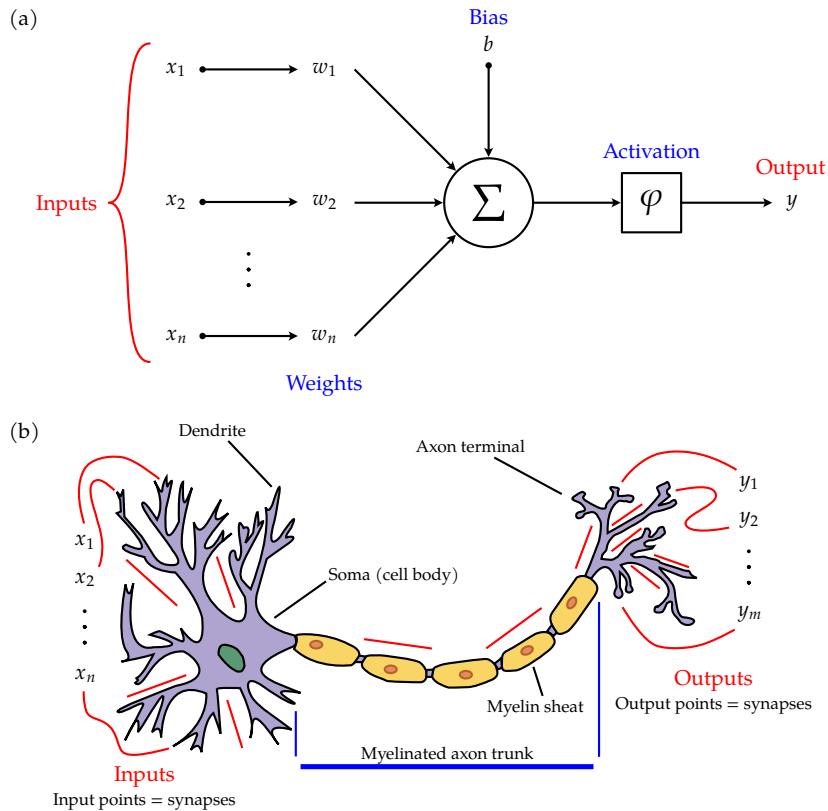 (a)
Bias
b
x₁ w₁
Activation
Output
Inputs
x₂ w₂
Σ
φ
y
xₙ wₙ
Weights
(b)
Dendrite
Axon terminal
y₁
y₂
x₁
x₂
Soma (cell body)
yₘ
xₙ
Outputs
Myelin sheat
Output points = synapses
Myelinated axon trunk
Inputs
Input points = synapses